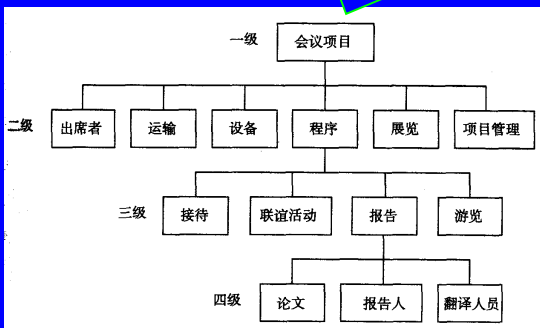 一级 会议项目
二级 出席者 运输 设备 程序 展览 项目管理
三级 接待 联谊活动 报告 游览
四级 论文 报告人 翻译人员